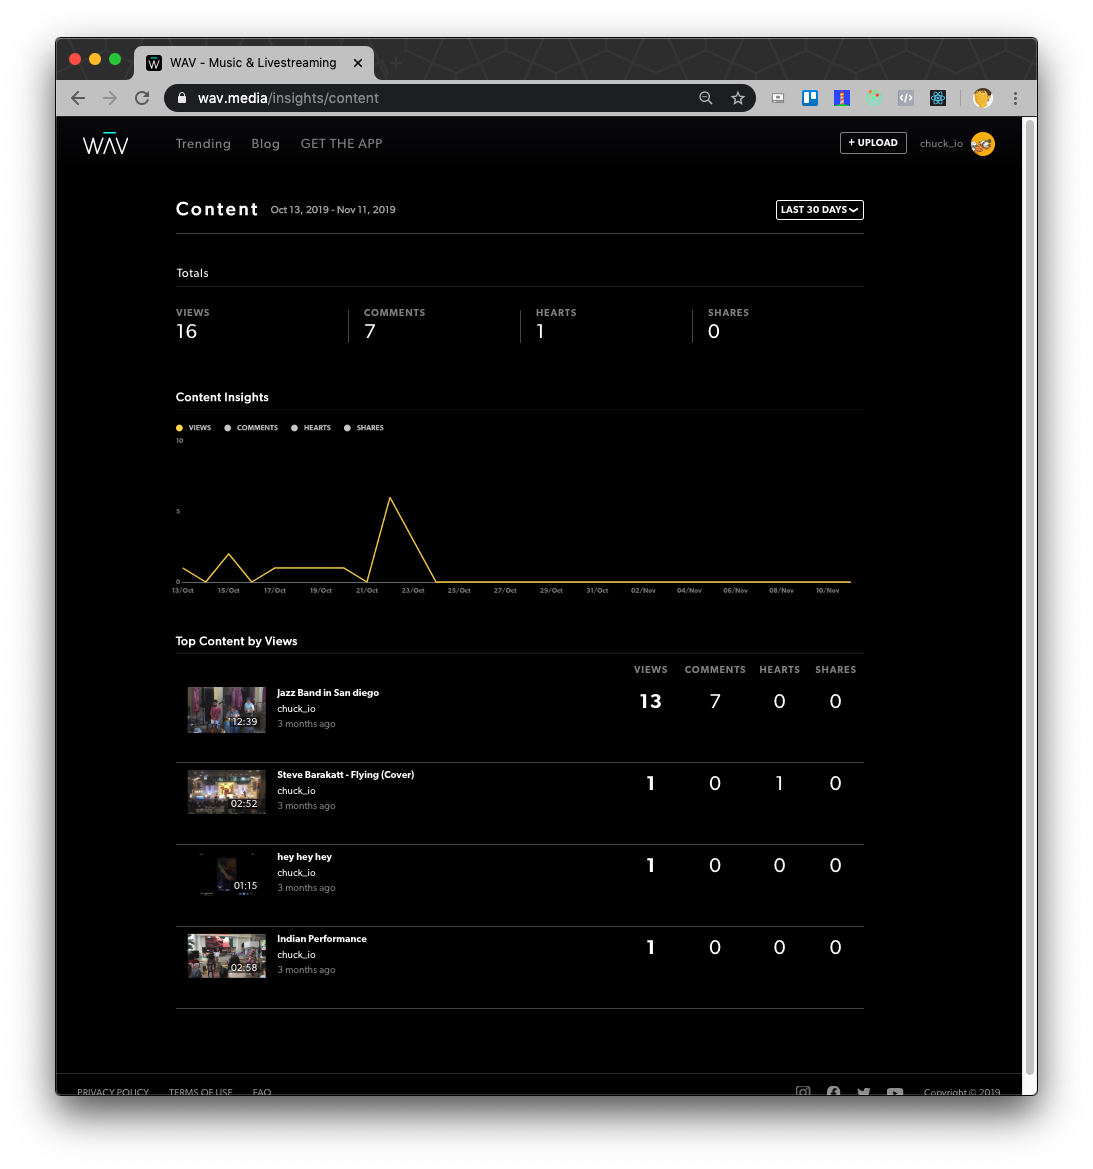 WAV - Music & Livestreaming
wav.media/insights/content
WAV
Trending Blog GET THE APP
+ UPLOAD chuck_io
Content Oct 13, 2019 - Nov 11, 2019 LAST 30 DAYS
Totals
VIEWS COMMENTS HEARTS SHARES
16 7 1 0
Content Insights
VIEWS COMMENTS HEARTS SHARES
10
5
0
13/Oct 15/Oct 17/Oct 19/Oct 21/Oct 23/Oct 25/Oct 27/Oct 29/Oct 31/Oct 02/Nov 04/Nov 06/Nov 08/Nov 10/Nov
Top Content by Views
VIEWS COMMENTS HEARTS SHARES
Jazz Band in San diego
chuck_io
3 months ago
12:39
13 7 0 0
Steve Barakatt - Flying (Cover)
chuck_io
3 months ago
02:52
1 0 1 0
hey hey hey
chuck_io
3 months ago
01:15
1 0 0 0
Indian Performance
chuck_io
3 months ago
02:58
1 0 0 0
PRIVACY POLICY TERMS OF USE FAQ Copyright © 2019